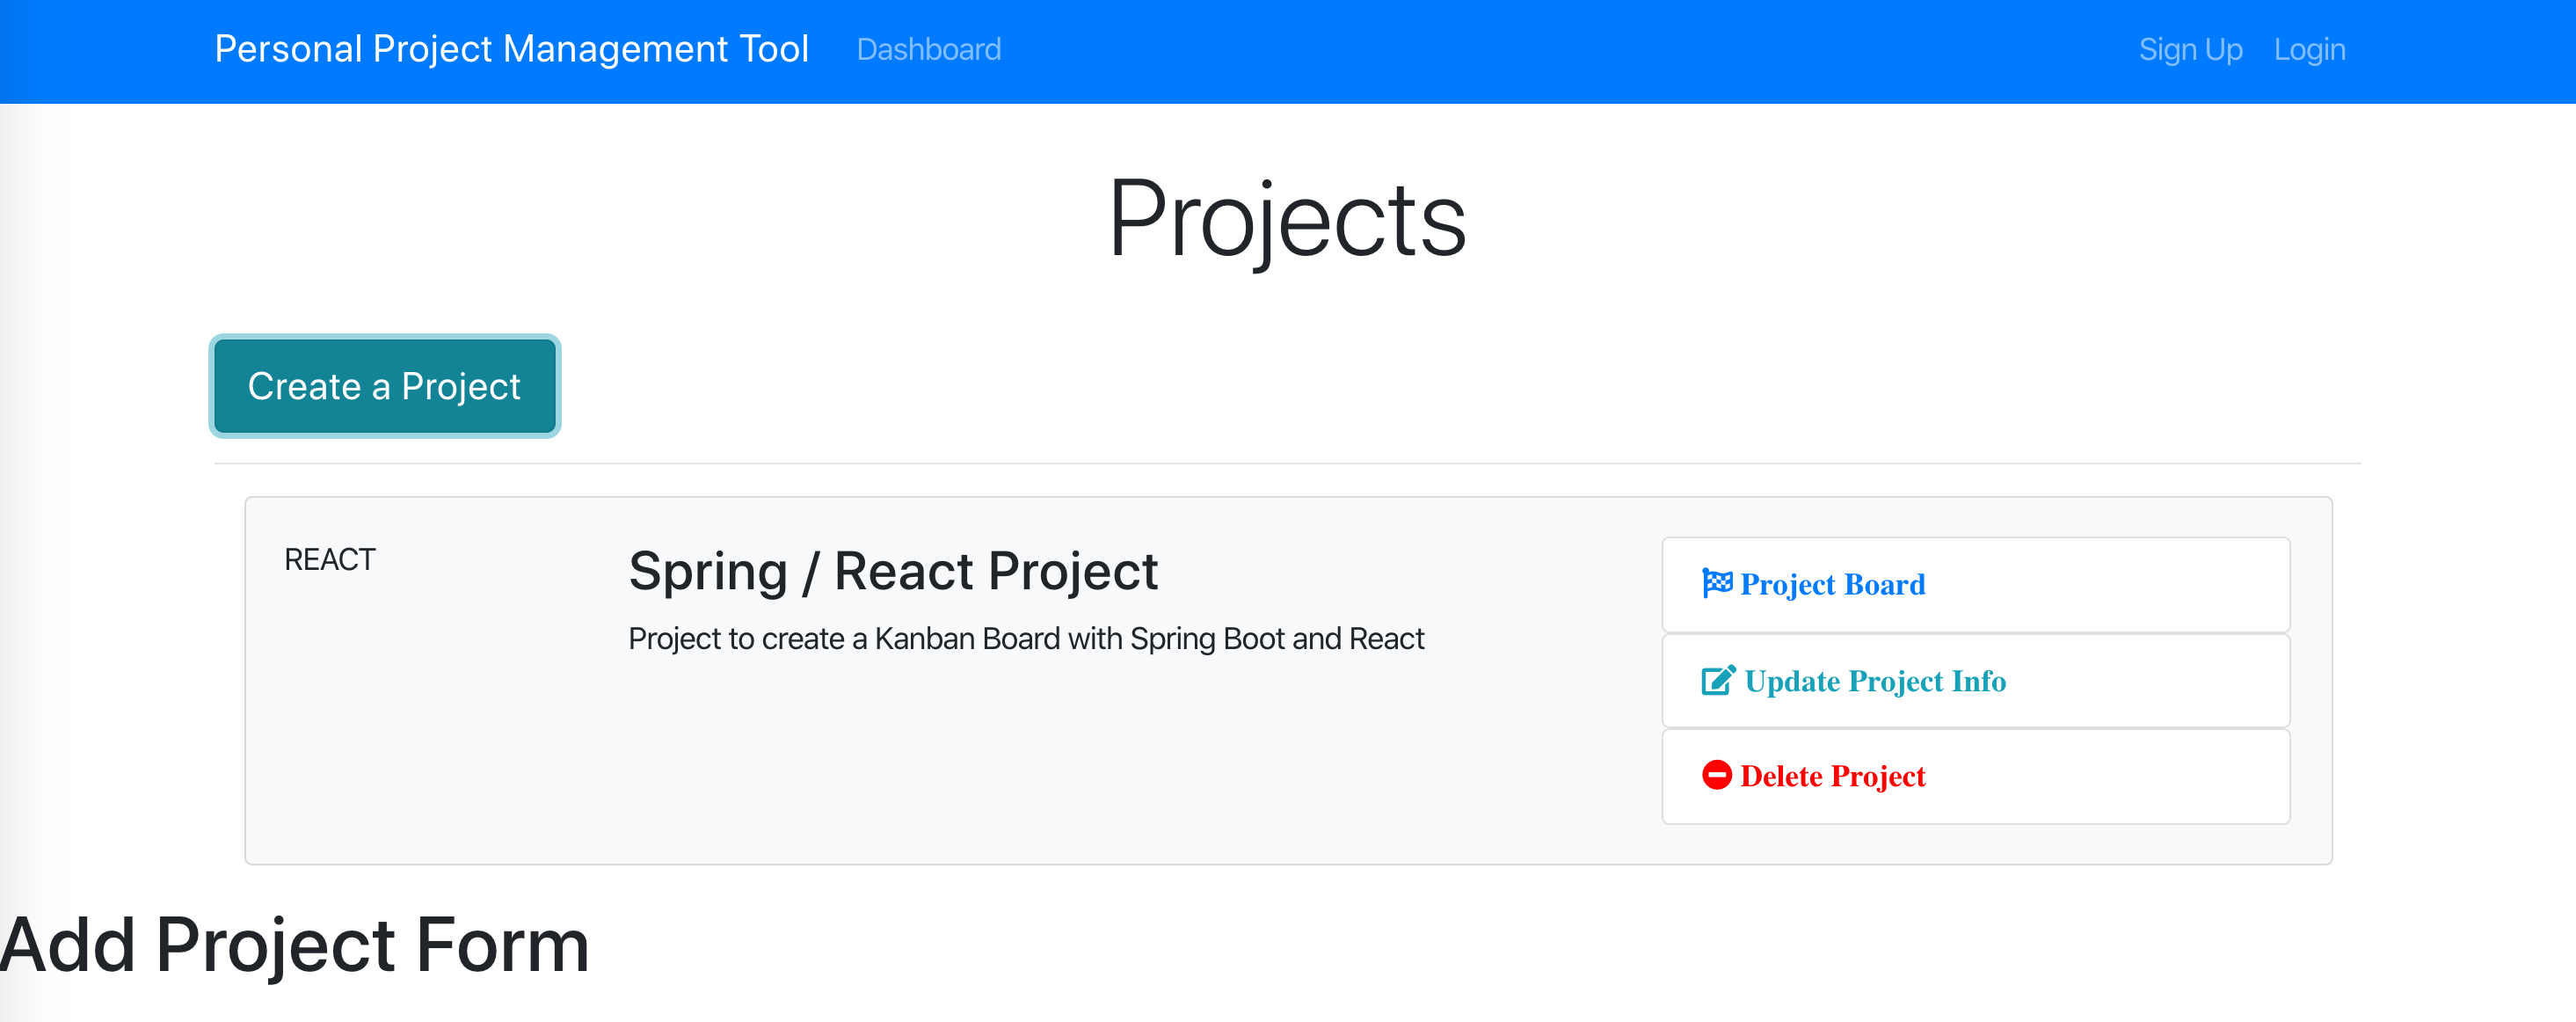 Personal Project Management Tool Dashboard Sign Up Login
Projects
Create a Project
REACT
Spring / React Project
Project to create a Kanban Board with Spring Boot and React
Project Board
Update Project Info
Delete Project
Add Project Form